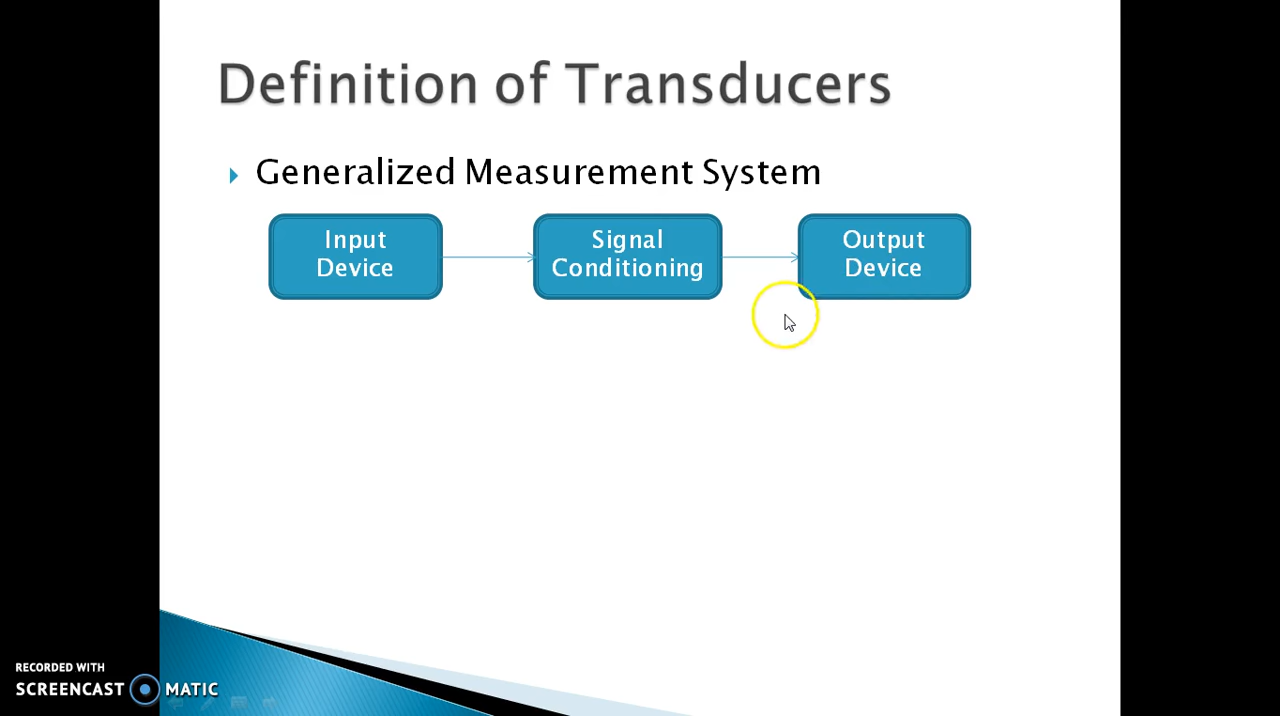 Definition of Transducers
Generalized Measurement System
Input
Device
Signal
Conditioning
Output
Device
RECORDED WITH
SCREENCAST MATIC